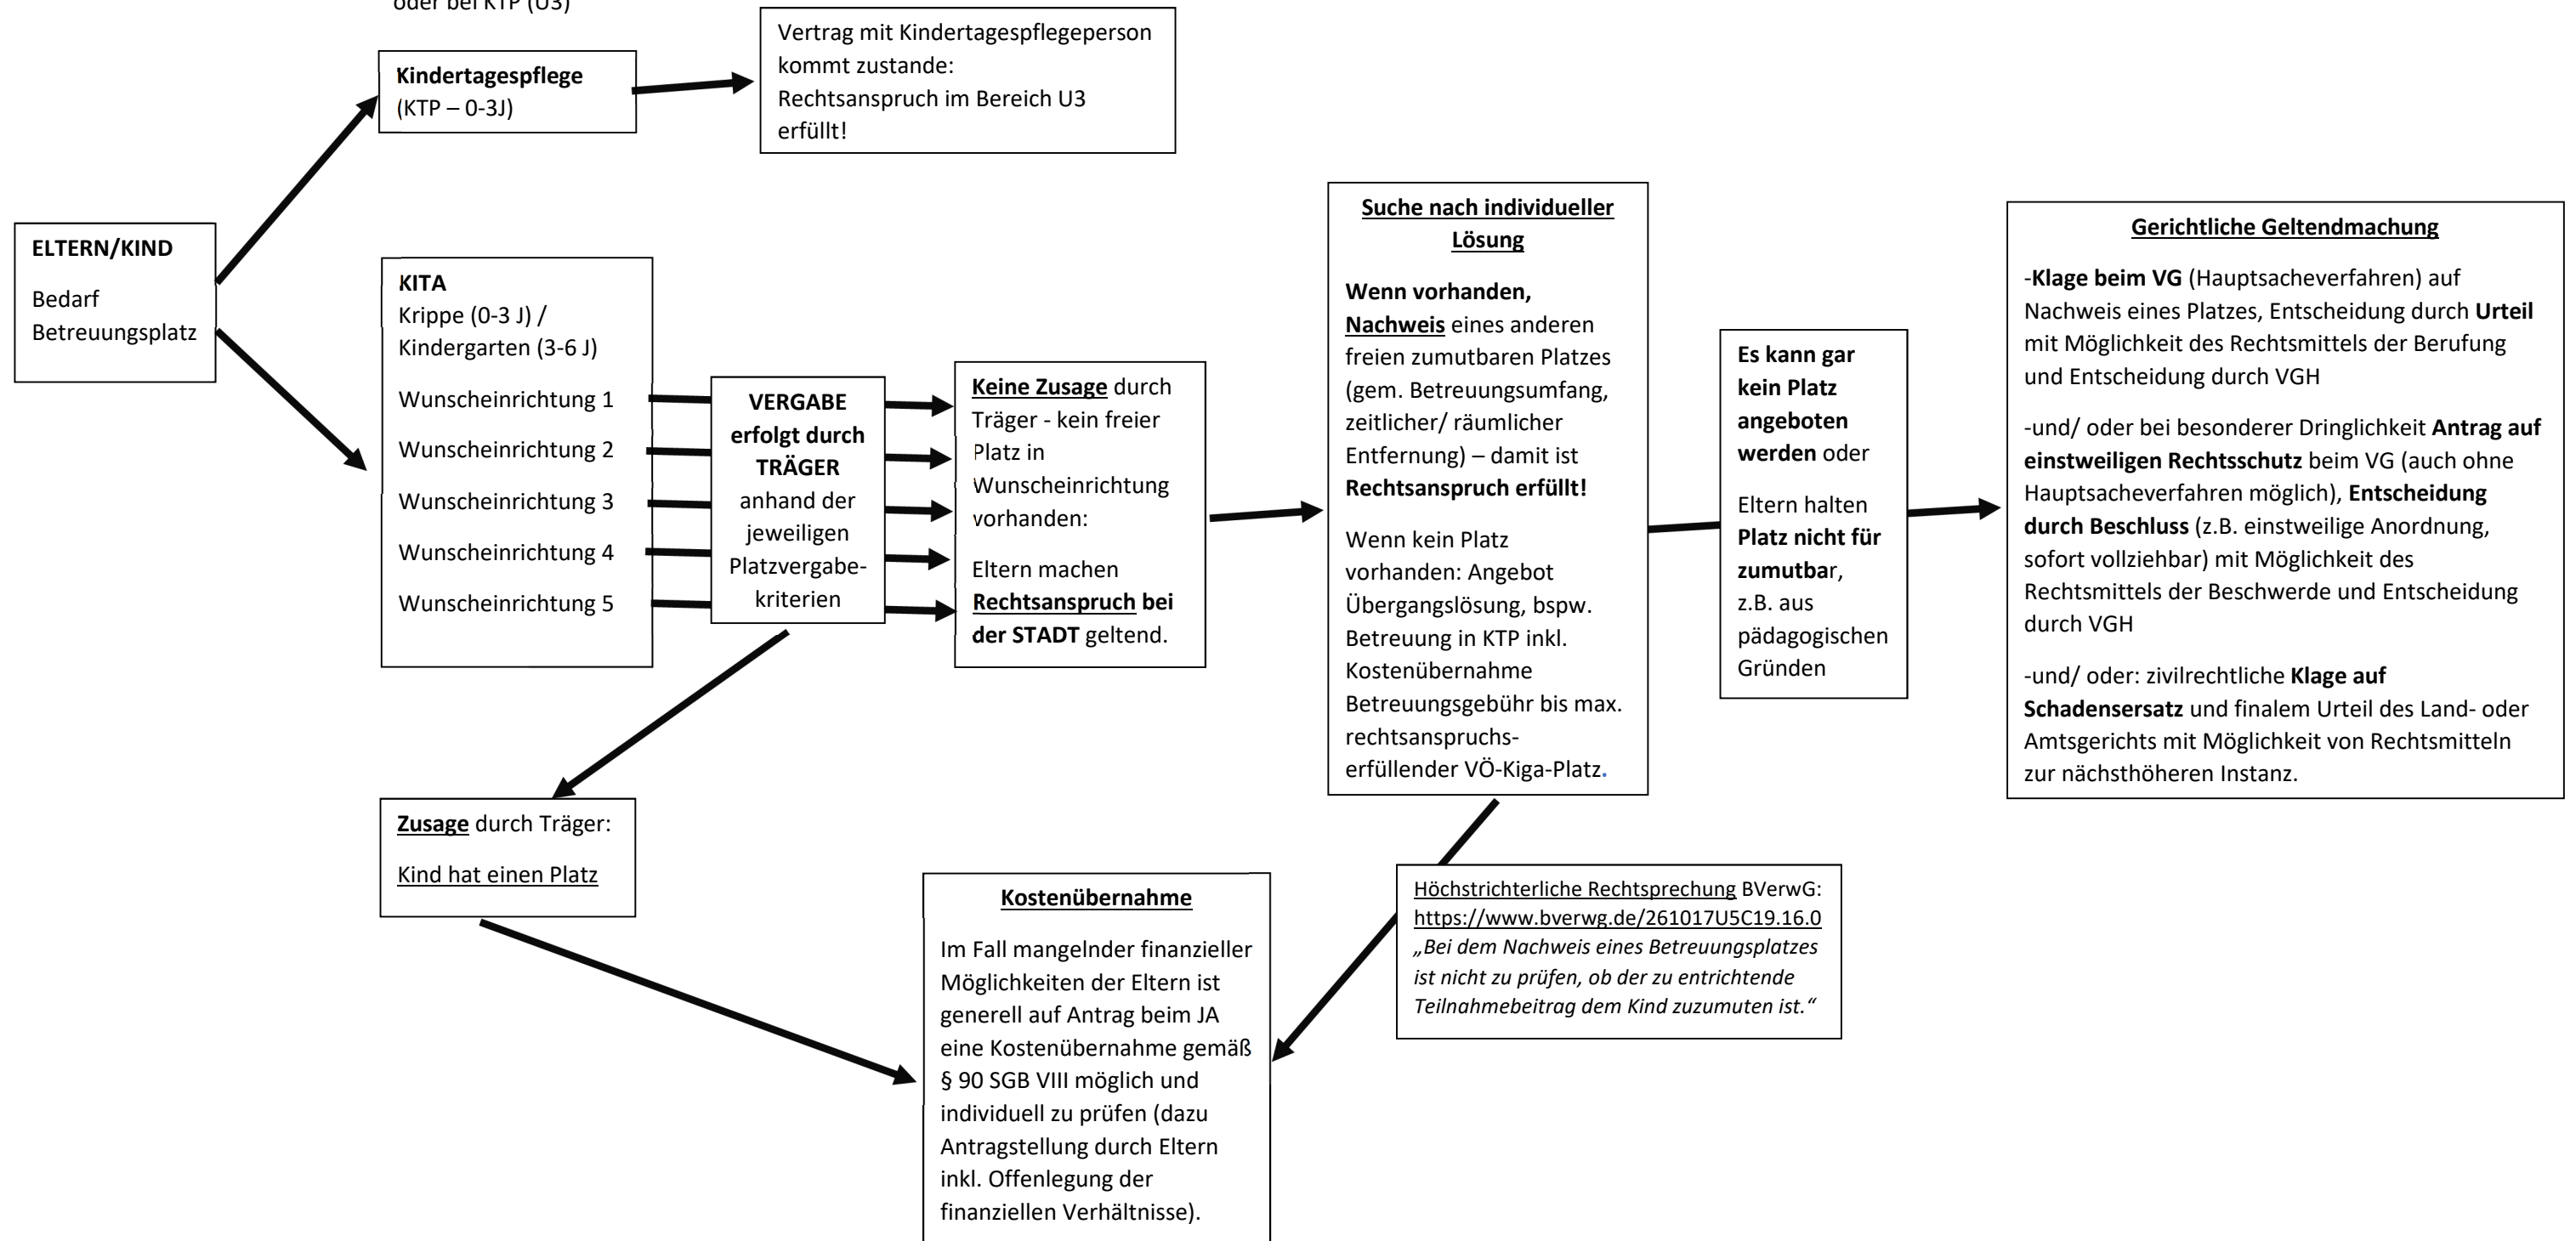 oder bei KTP (U3)
Vertrag mit Kindertagespflegeperson
kommt zustande:
Rechtsanspruch im Bereich U3
erfüllt!
Kindertagespflege
(KTP – 0-3J)
ELTERN/KIND
Bedarf
Betreuungsplatz
KITA
Krippe (0-3 J) /
Kindergarten (3-6 J)
Wunscheinrichtung 1
Wunscheinrichtung 2
Wunscheinrichtung 3
Wunscheinrichtung 4
Wunscheinrichtung 5
VERGABE
erfolgt durch
TRÄGER
anhand der
jeweiligen
Platzvergabe-
kriterien
Keine Zusage durch
Träger - kein freier
Platz in
Wunscheinrichtung
vorhanden:
Eltern machen
Rechtsanspruch bei
der STADT geltend.
Suche nach individueller
Lösung
Wenn vorhanden,
Nachweis eines anderen
freien zumutbaren Platzes
(gem. Betreuungsumfang,
zeitlicher/ räumlicher
Entfernung) – damit ist
Rechtsanspruch erfüllt!
Wenn kein Platz
vorhanden: Angebot
Übergangslösung, bspw.
Betreuung in KTP inkl.
Kostenübernahme
Betreuungsgebühr bis max.
rechtsanspruchs-
erfüllender VÖ-Kiga-Platz.
Es kann gar
kein Platz
angeboten
werden oder
Eltern halten
Platz nicht für
zumutbar,
z.B. aus
pädagogischen
Gründen
Gerichtliche Geltendmachung
-Klage beim VG (Hauptsacheverfahren) auf
Nachweis eines Platzes, Entscheidung durch Urteil
mit Möglichkeit des Rechtsmittels der Berufung
und Entscheidung durch VGH
-und/ oder bei besonderer Dringlichkeit Antrag auf
einstweiligen Rechtsschutz beim VG (auch ohne
Hauptsacheverfahren möglich), Entscheidung
durch Beschluss (z.B. einstweilige Anordnung,
sofort vollziehbar) mit Möglichkeit des
Rechtsmittels der Beschwerde und Entscheidung
durch VGH
-und/ oder: zivilrechtliche Klage auf
Schadensersatz und finalem Urteil des Land- oder
Amtsgerichts mit Möglichkeit von Rechtsmitteln
zur nächsthöheren Instanz.
Zusage durch Träger:
Kind hat einen Platz
Kostenübernahme
Im Fall mangelnder finanzieller
Möglichkeiten der Eltern ist
generell auf Antrag beim JA
eine Kostenübernahme gemäß
§ 90 SGB VIII möglich und
individuell zu prüfen (dazu
Antragstellung durch Eltern
inkl. Offenlegung der
finanziellen Verhältnisse).
Höchstrichterliche Rechtsprechung BVerwG:
https://www.bverwg.de/261017U5C19.16.0
„Bei dem Nachweis eines Betreuungsplatzes
ist nicht zu prüfen, ob der zu entrichtende
Teilnahmebeitrag dem Kind zuzumuten ist.“